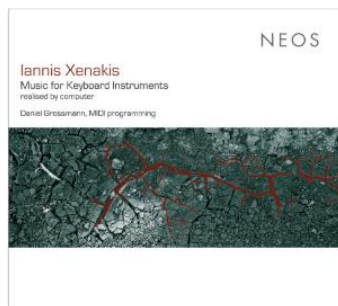 NEOS
Iannis Xenakis
Music for Keyboard Instruments
realised by computer
Daniel Grossmann, MIDI programming